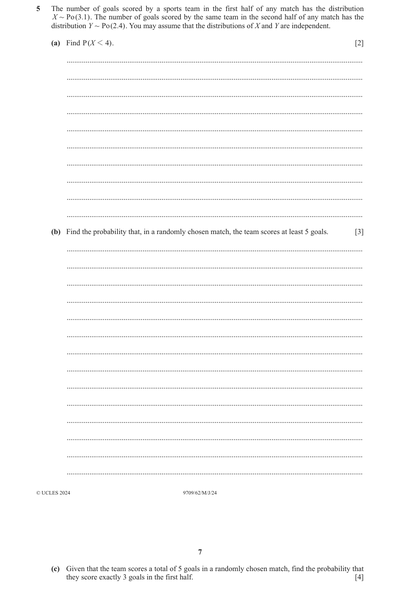 5 The number of goals scored by a sports team in the first half of any match has the distribution
X ~ Po(3.1). The number of goals scored by the same team in the second half of any match has the
distribution Y ~ Po(2.4). You may assume that the distributions of X and Y are independent.
(a) Find P(X < 4). [2]
(b) Find the probability that, in a randomly chosen match, the team scores at least 5 goals. [3]
© UCLES 2024 9709/62/M/J/24
7
(c) Given that the team scores a total of 5 goals in a randomly chosen match, find the probability that
they score exactly 3 goals in the first half. [4]